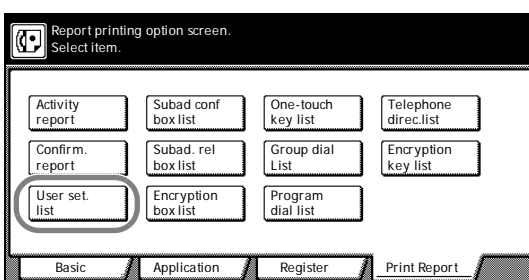 Report printing option screen.
Select item.
Activity
report
Subad conf
box list
One-touch
key list
Telephone
direc.list
Confirm.
report
Subad. rel
box list
Group dial
List
Encryption
key list
User set.
list
Encryption
box list
Program
dial list
Basic
Application
Register
Print Report